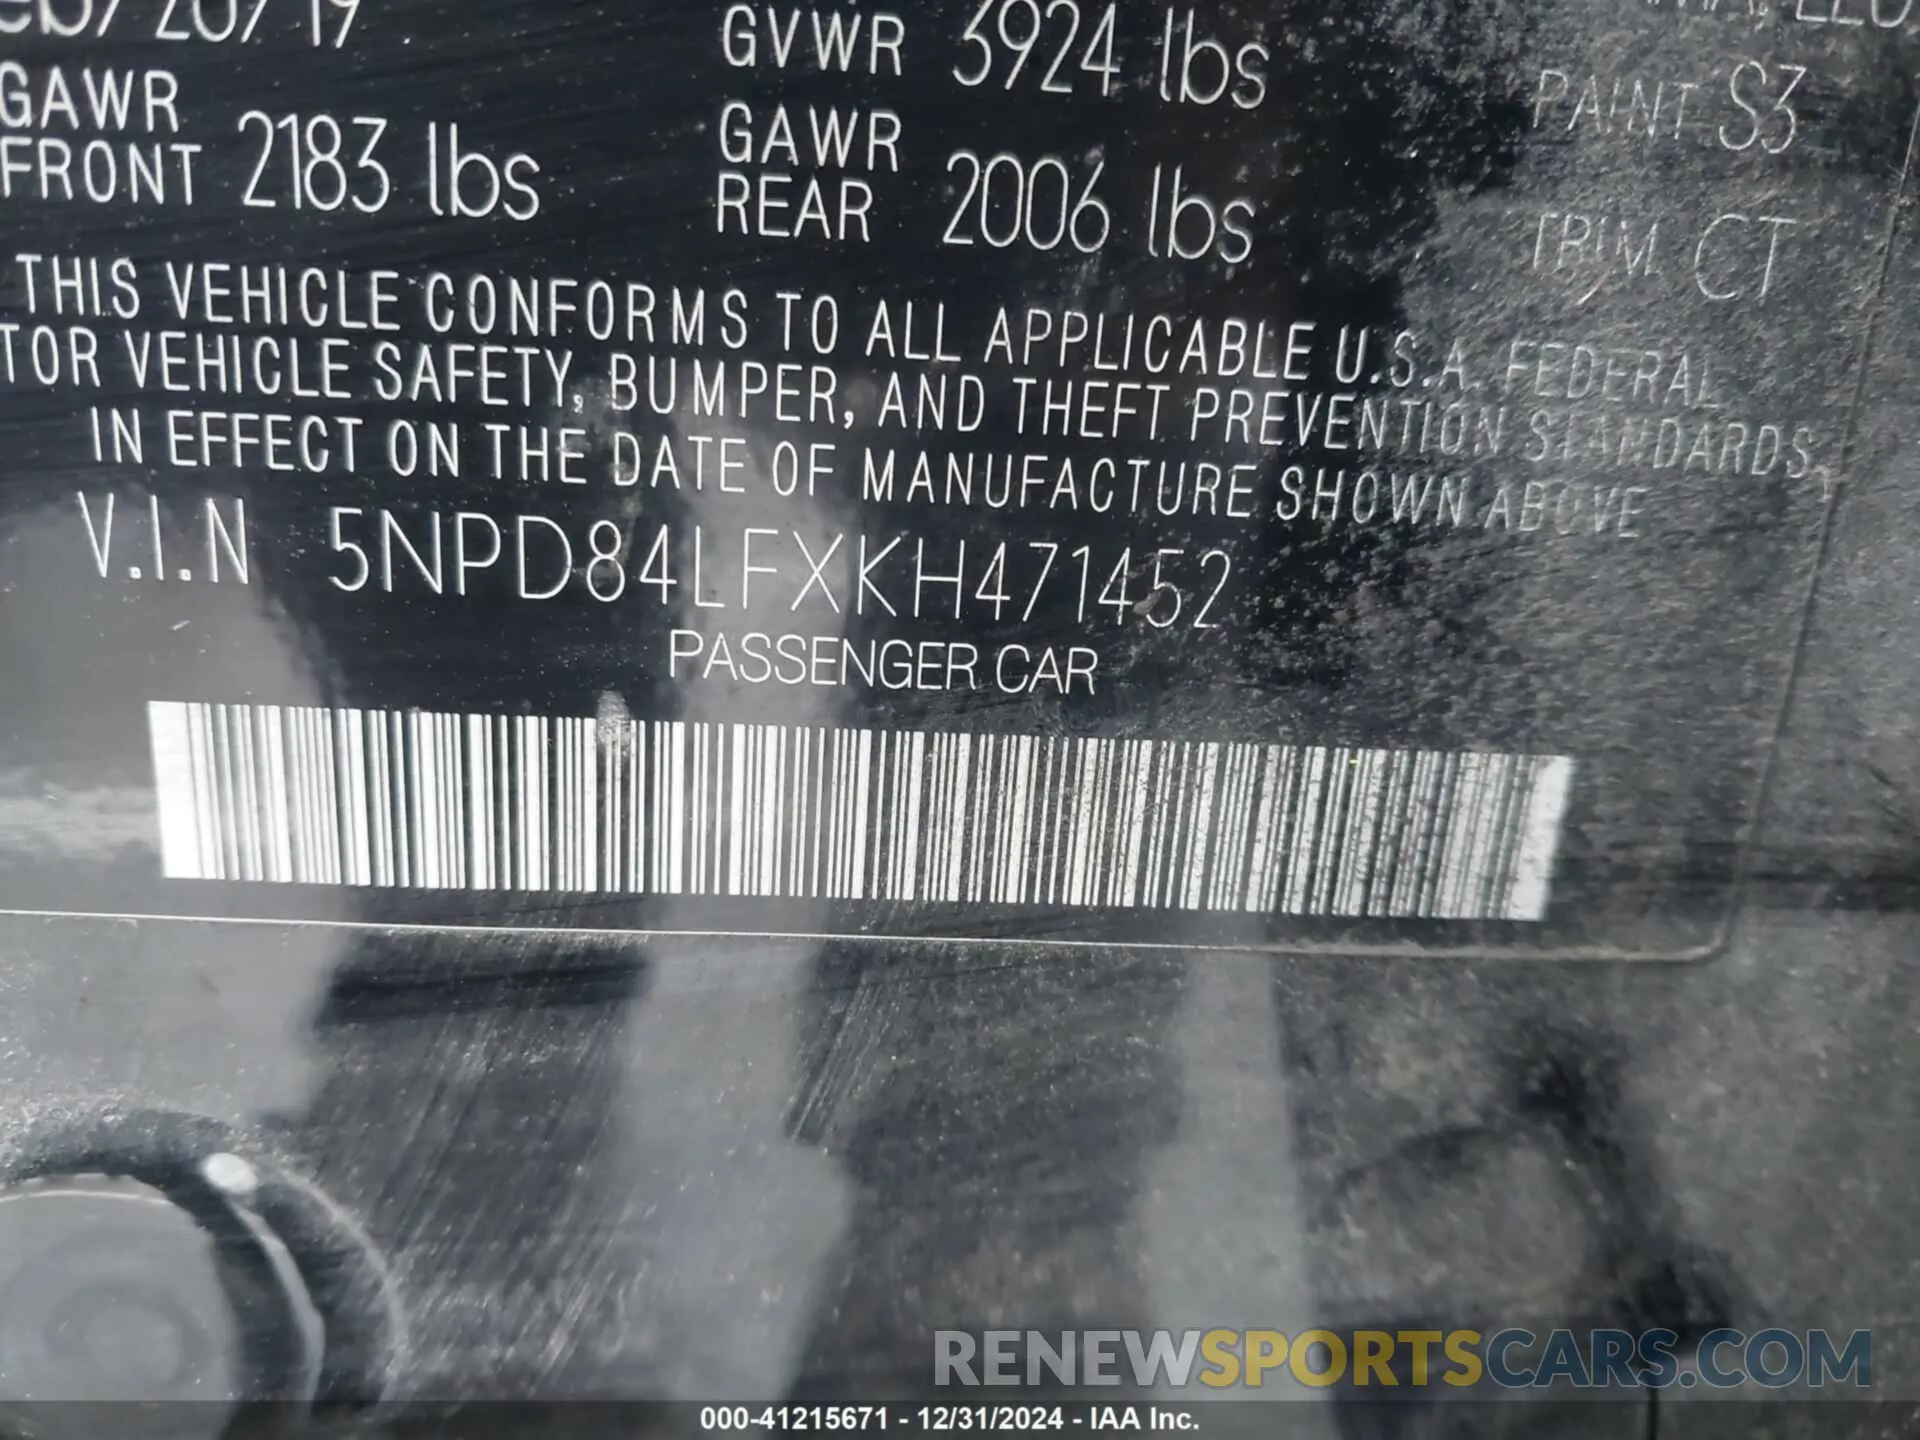 GVWR 3924 lbs
GAWR FRONT 2183 lbs
GAWR REAR 2006 lbs
PAINT S3
TRIM CT
THIS VEHICLE CONFORMS TO ALL APPLICABLE U.S.A. FEDERAL
TOR VEHICLE SAFETY, BUMPER, AND THEFT PREVENTION STANDARDS,
IN EFFECT ON THE DATE OF MANUFACTURE SHOWN ABOVE
V.I.N 5NPD84LFXKH471452
PASSENGER CAR
RENEWSPORTSCARS.COM
000-41215671 - 12/31/2024 - IAA Inc.